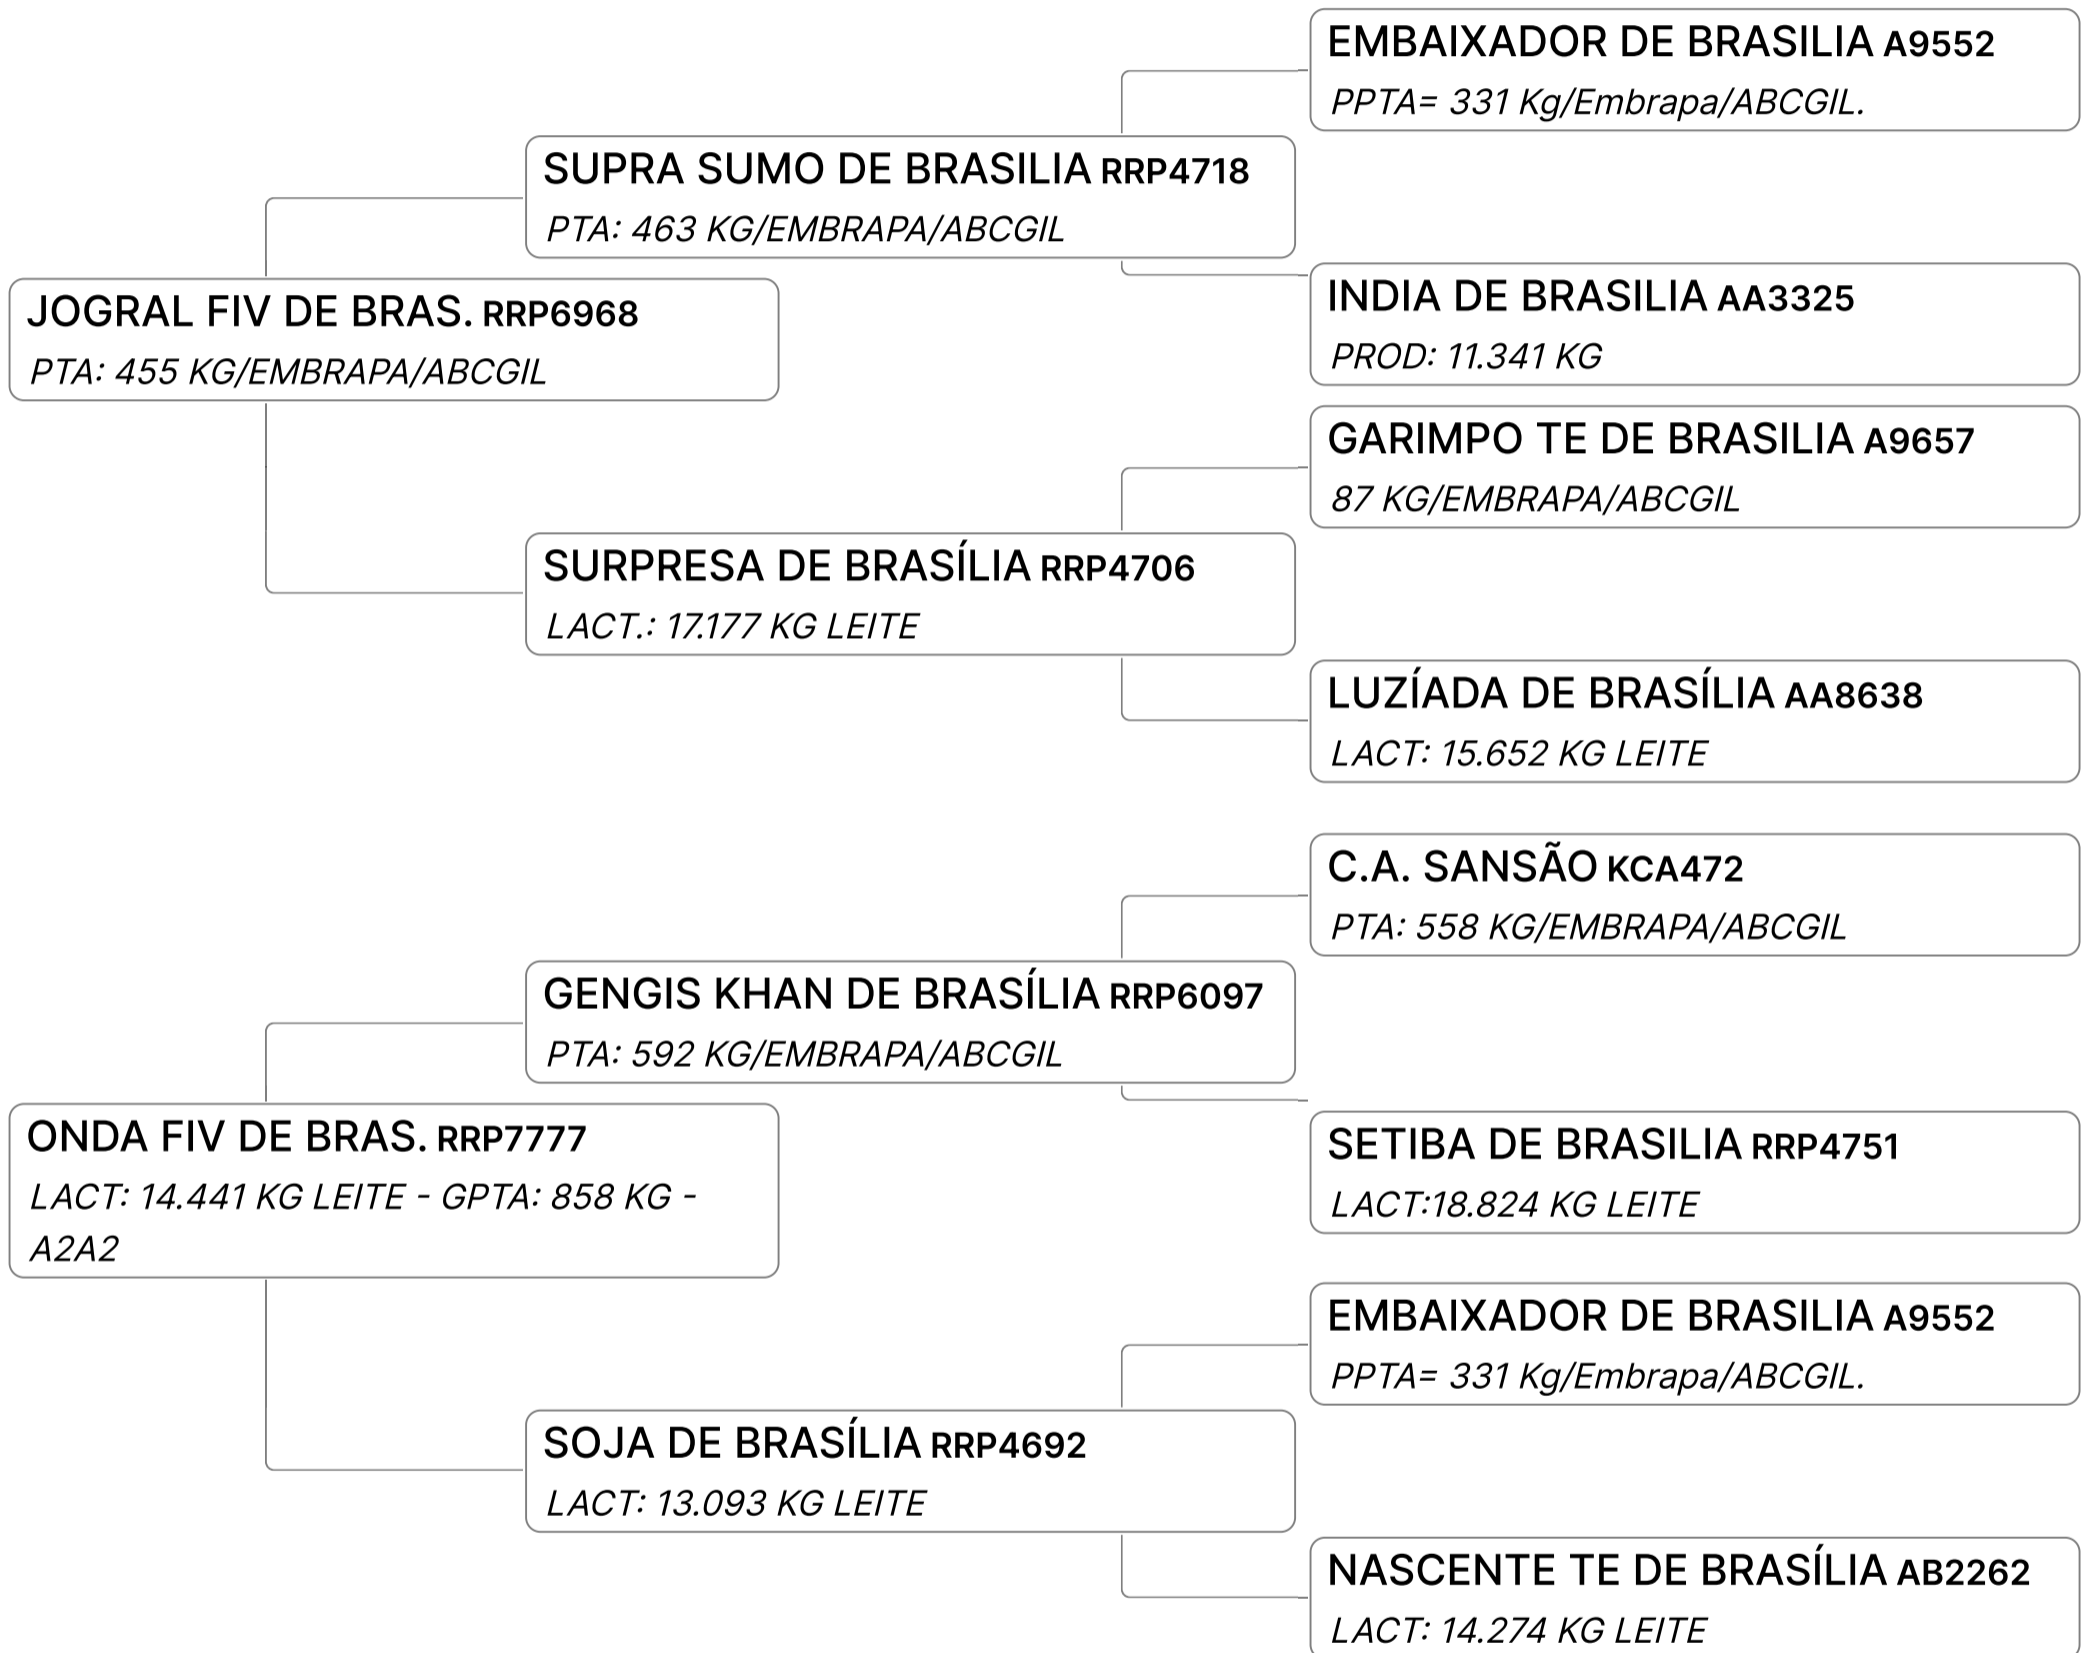 EMBAIXADOR DE BRASILIA A9552
PPTA= 331 Kg/Embrapa/ABCGIL.
SUPRA SUMO DE BRASILIA RRP4718
PTA: 463 KG/EMBRAPA/ABCGIL
INDIA DE BRASILIA AA3325
PROD: 11.341 KG
JOGRAL FIV DE BRAS. RRP6968
PTA: 455 KG/EMBRAPA/ABCGIL
GARIMPO TE DE BRASILIA A9657
87 KG/EMBRAPA/ABCGIL
SURPRESA DE BRASÍLIA RRP4706
LACT.: 17.177 KG LEITE
LUZÍADA DE BRASÍLIA AA8638
LACT: 15.652 KG LEITE
C.A. SANSÃO KCA472
PTA: 558 KG/EMBRAPA/ABCGIL
GENGIS KHAN DE BRASÍLIA RRP6097
PTA: 592 KG/EMBRAPA/ABCGIL
SETIBA DE BRASILIA RRP4751
LACT:18.824 KG LEITE
ONDA FIV DE BRAS. RRP7777
LACT: 14.441 KG LEITE - GPTA: 858 KG -
A2A2
EMBAIXADOR DE BRASILIA A9552
PPTA= 331 Kg/Embrapa/ABCGIL.
SOJA DE BRASÍLIA RRP4692
LACT: 13.093 KG LEITE
NASCENTE TE DE BRASÍLIA AB2262
LACT: 14.274 KG LEITE